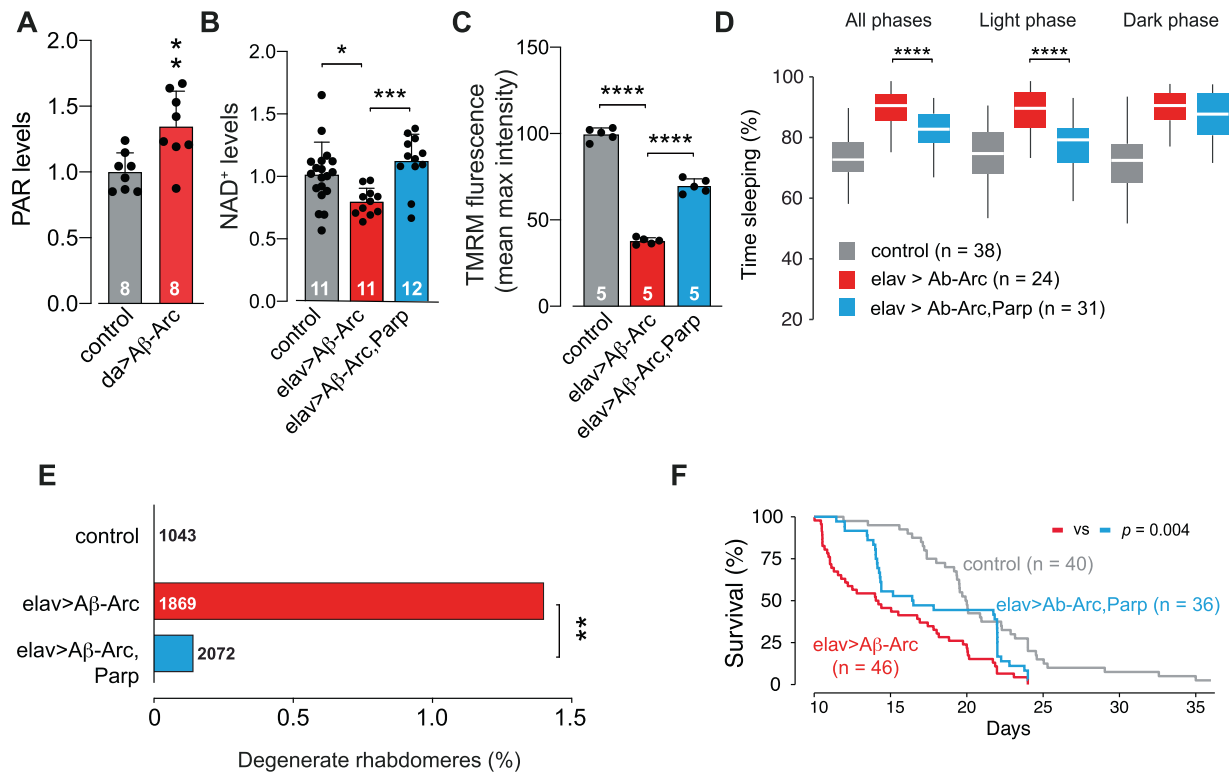 A
PAR levels
2.0
1.5
1.0
0.5
0.0
**
8
8
control
da>Aβ-Arc
B
NAD+ levels
2.0
1.5
1.0
0.5
0.0
*
***
11
11
12
control
elav>Aβ-Arc
elav>Aβ-Arc,Parp
C
TMRM flurescence
(mean max intensity)
150
100
50
0
****
****
5
5
5
control
elav>Aβ-Arc
elav>Aβ-Arc,Parp
D
All phases
Light phase
Dark phase
****
****
Time sleeping (%)
100
80
60
40
20
control (n = 38)
elav > Ab-Arc (n = 24)
elav > Ab-Arc,Parp (n = 31)
E
control
1043
elav>Aβ-Arc
1869
elav>Aβ-Arc,
Parp
2072
**
0
0.5
1.0
1.5
Degenerate rhabdomeres (%)
F
Survival (%)
100
75
50
25
0
vs p = 0.004
control (n = 40)
elav>Ab-Arc,Parp (n = 36)
elav>Aβ-Arc
(n = 46)
10
15
20
25
30
35
Days